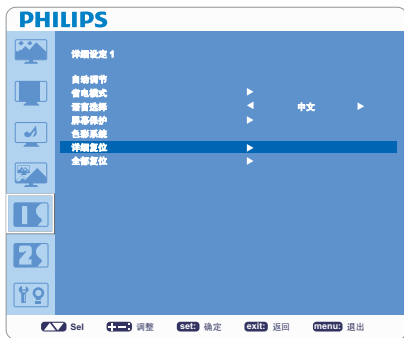 PHILIPS
详细设定 1
自动调节
省电模式
语言选择 中文
屏幕保护
色彩系统
详细复位
全部复位
Sel 调整 set: 确定 exit: 返回 menu: 退出